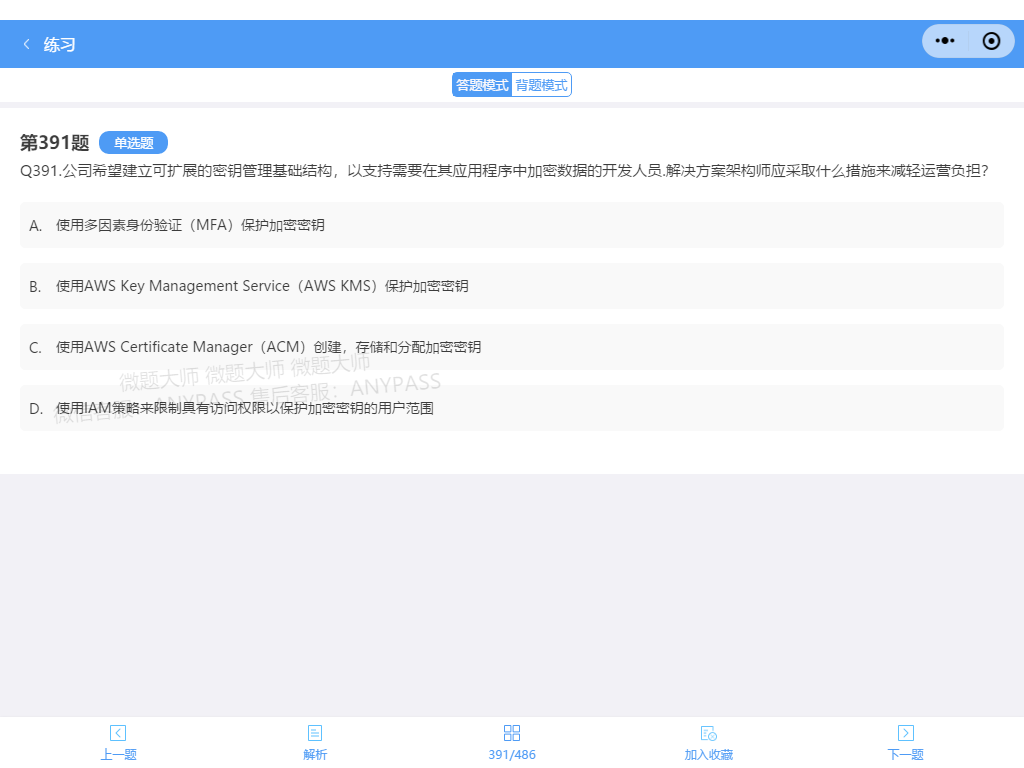 练习
答题模式 背题模式
第391题 单选题
Q391.公司希望建立可扩展的密钥管理基础结构，以支持需要在其应用程序中加密数据的开发人员.解决方案架构师应采取什么措施来减轻运营负担？
A. 使用多因素身份验证（MFA）保护加密密钥
B. 使用AWS Key Management Service（AWS KMS）保护加密密钥
C. 使用AWS Certificate Manager（ACM）创建，存储和分配加密密钥
微题大师 微题大师 微题大师
微信客服：ANYPASS 售后客服：ANYPASS
D. 使用IAM策略来限制具有访问权限以保护加密密钥的用户范围
上一题 解析 391/486 加入收藏 下一题